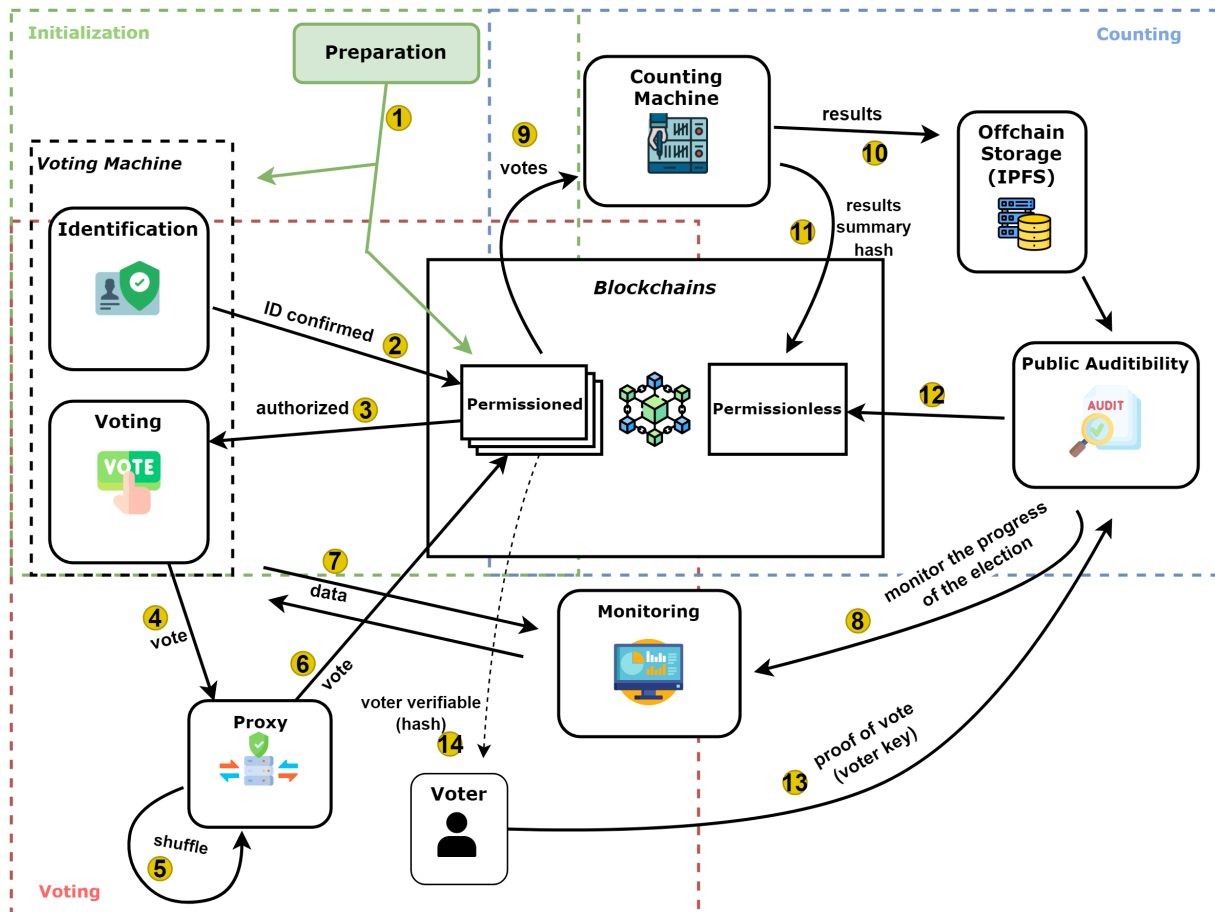 Initialization
Counting
Preparation
1
Counting
Machine
results
10
Offchain
Storage
(IPFS)
9
votes
Voting Machine
Identification
11
results
summary
hash
Blockchains
ID confirmed
2
Permissioned
Permissionless
Public Auditibility
AUDIT
12
authorized
3
Voting
VOTE
7
data
monitor the progress
of the election
8
Monitoring
4
vote
6
vote
Proxy
voter verifiable
(hash)
14
proof of vote
(voter key)
13
Voter
shuffle
5
Voting